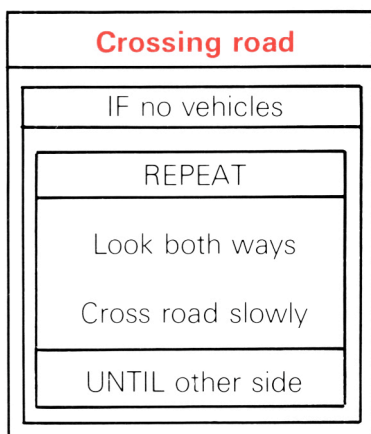 Crossing road
IF no vehicles
REPEAT
Look both ways
Cross road slowly
UNTIL other side